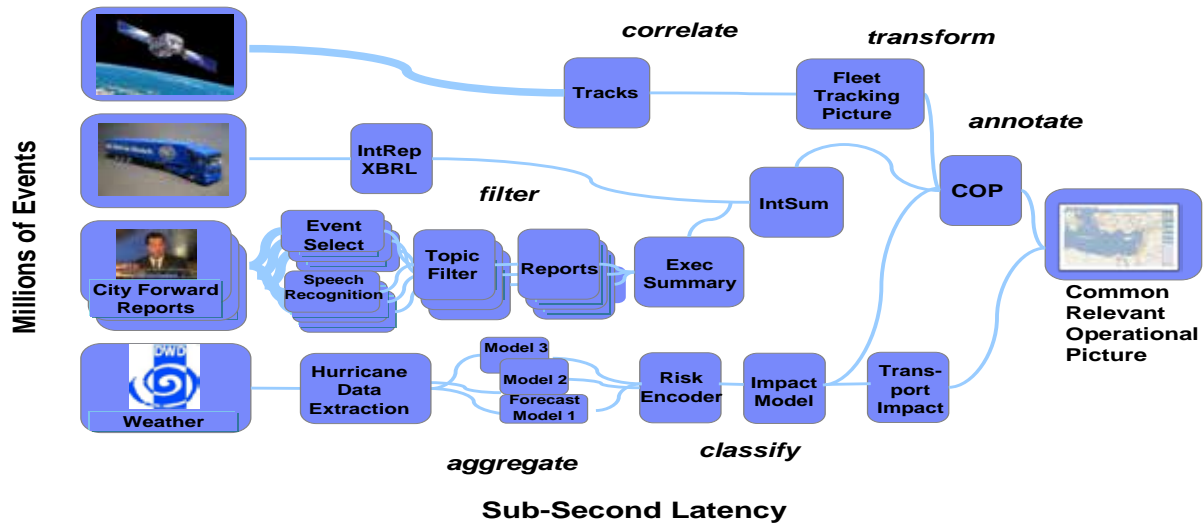 correlate
transform
Tracks
Fleet
Tracking
Picture
annotate
Millions of Events
IntRep
XBRL
filter
IntSum
COP
Event
Select
Speech
Recognition
Topic
Filter
Reports
Exec
Summary
City Forward
Reports
Common
Relevant
Operational
Picture
DWD
Weather
Hurricane
Data
Extraction
Model 3
Model 2
Forecast
Model 1
Risk
Encoder
Impact
Model
Trans-
port
Impact
aggregate
classify
Sub-Second Latency